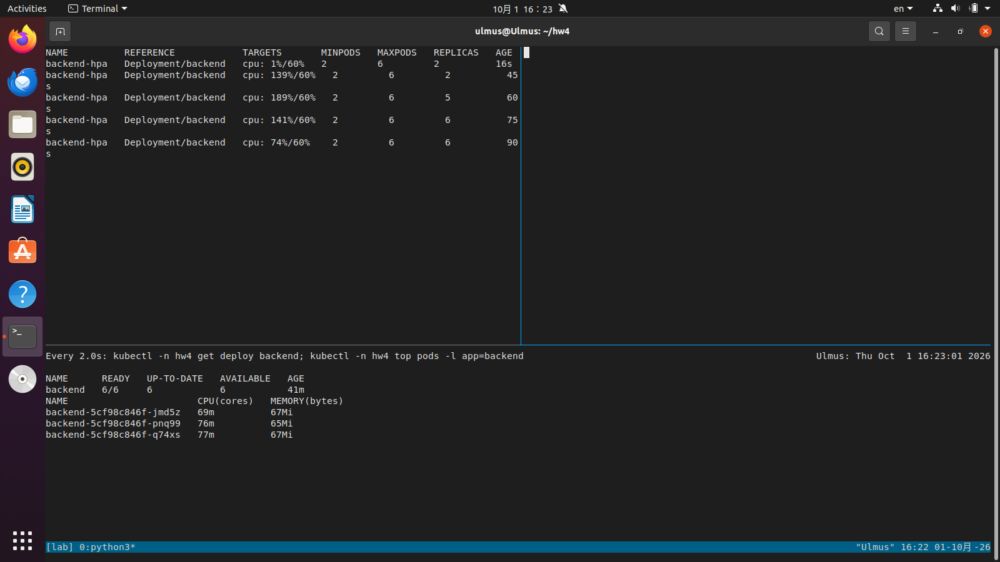 Activities
Terminal
10月 1 16：23
en
ulmus@Ulmus: ~/hw4
NAME          REFERENCE            TARGETS       MINPODS   MAXPODS   REPLICAS   AGE
backend-hpa   Deployment/backend   cpu: 1%/60%   2         6         2          16s
backend-hpa   Deployment/backend   cpu: 139%/60%   2         6         2          45
s
backend-hpa   Deployment/backend   cpu: 189%/60%   2         6         5          60
s
backend-hpa   Deployment/backend   cpu: 141%/60%   2         6         6          75
s
backend-hpa   Deployment/backend   cpu: 74%/60%    2         6         6          90
s
Every 2.0s: kubectl -n hw4 get deploy backend; kubectl -n hw4 top pods -l app=backend
Ulmus: Thu Oct  1 16:23:01 2026
NAME      READY   UP-TO-DATE   AVAILABLE   AGE
backend   6/6     6            6           41m
NAME                       CPU(cores)   MEMORY(bytes)
backend-5cf98c846f-jmd5z   69m          67Mi
backend-5cf98c846f-pnq99   76m          65Mi
backend-5cf98c846f-q74xs   77m          67Mi
[lab] 0:python3*
"Ulmus" 16:22 01-10月-26